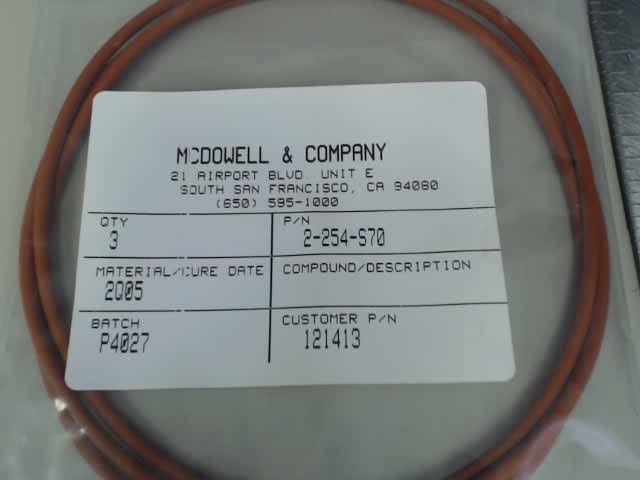 MCDOWELL & COMPANY
21 AIRPORT BLVD. UNIT E
SOUTH SAN FRANCISCO, CA 94080
(650) 595-1000
QTY
3
P/N
2-254-S70
MATERIAL/CURE DATE
2Q05
COMPOUND/DESCRIPTION
BATCH
P4027
CUSTOMER P/N
121413